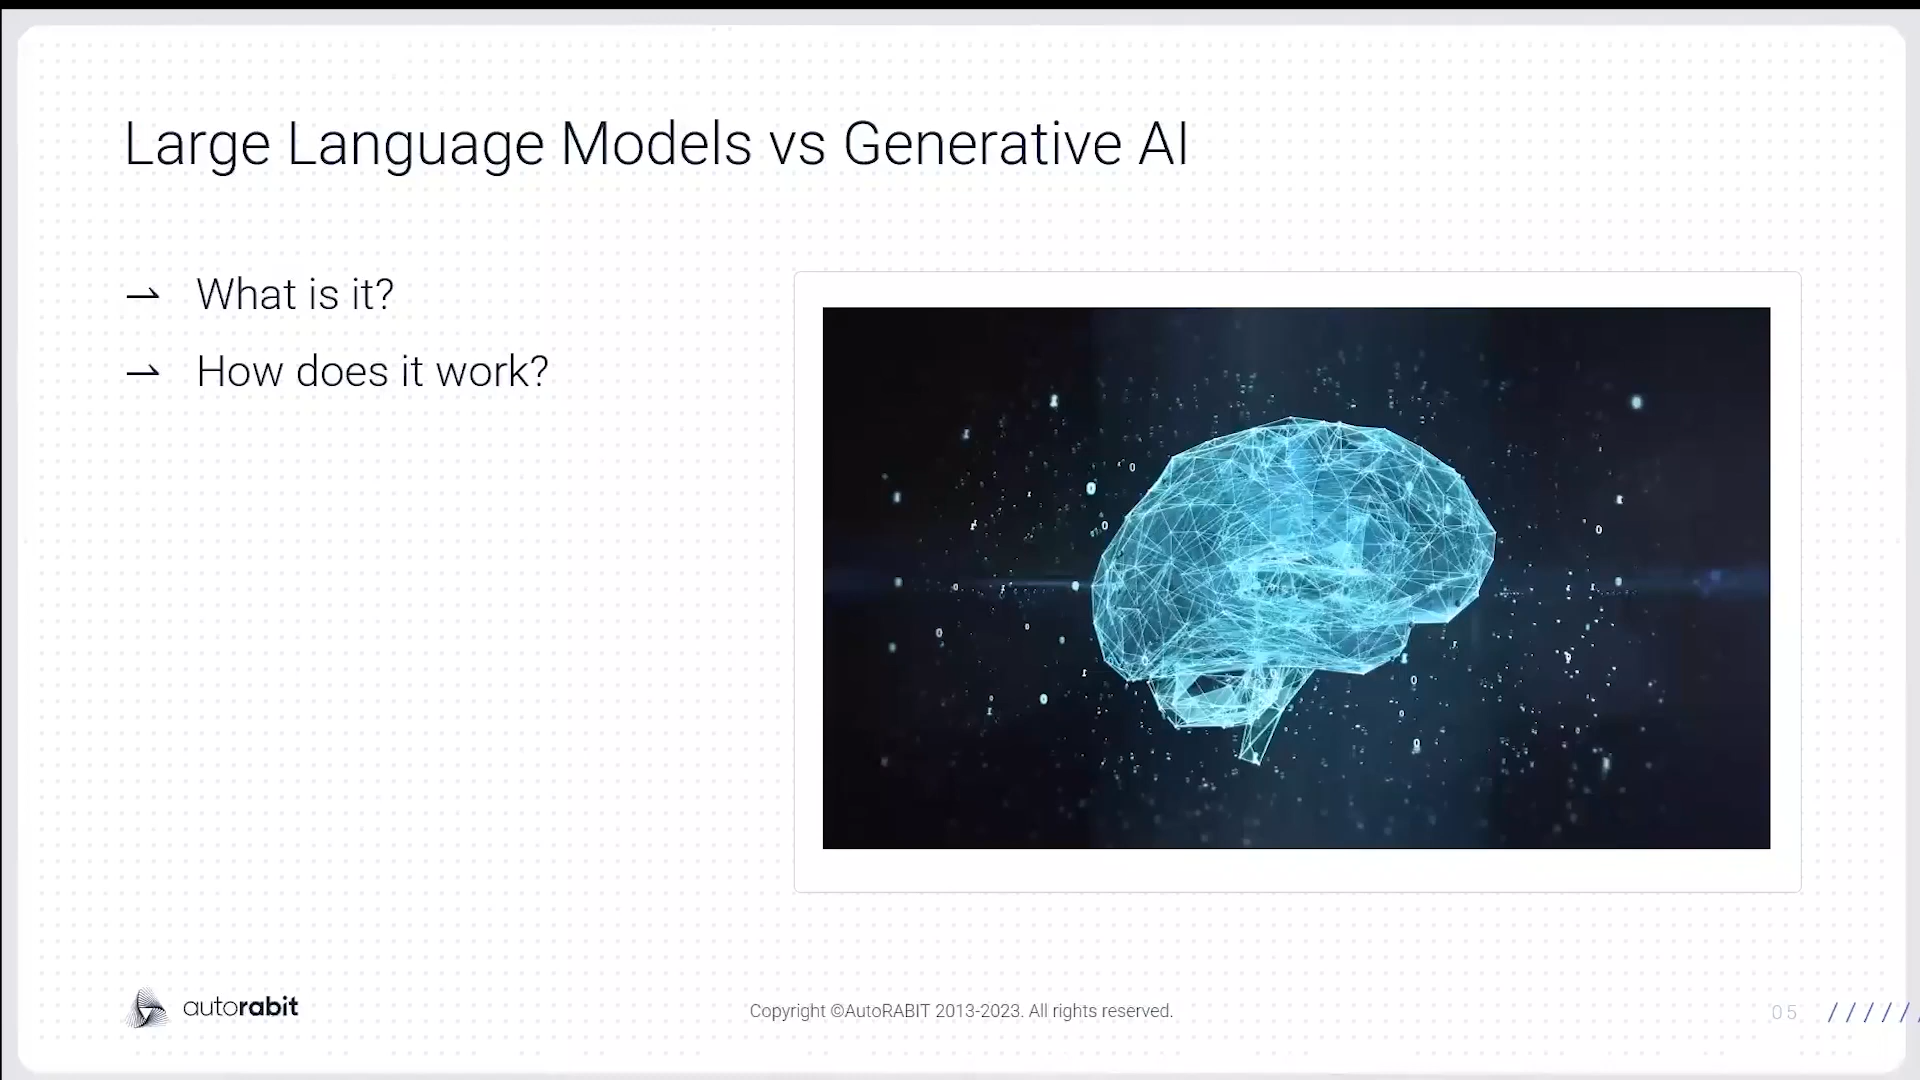 Large Language Models vs Generative AI
What is it?
How does it work?
autorabit
Copyright ©AutoRABIT 2013-2023. All rights reserved.
05